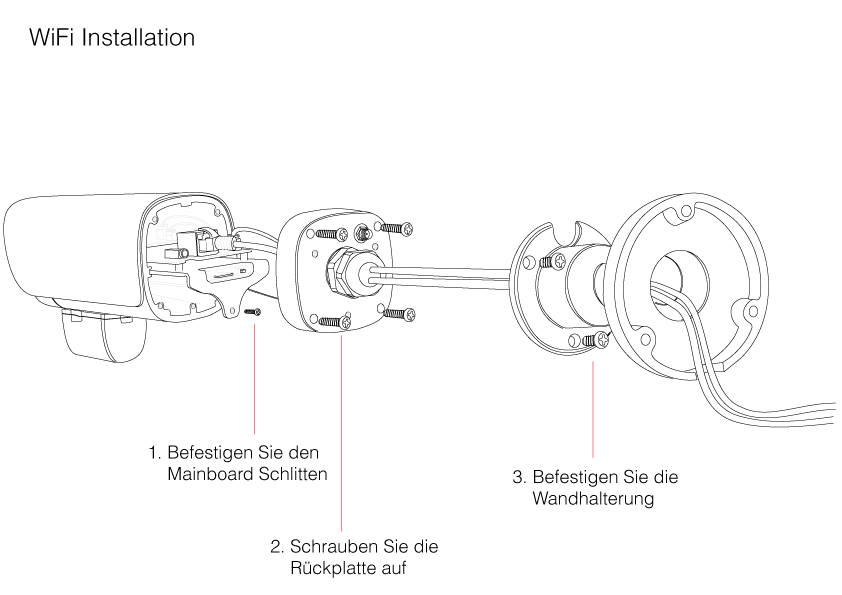 WiFi Installation
1. Befestigen Sie den
Mainboard Schlitten
3. Befestigen Sie die
Wandhalterung
2. Schrauben Sie die
Rückplatte auf